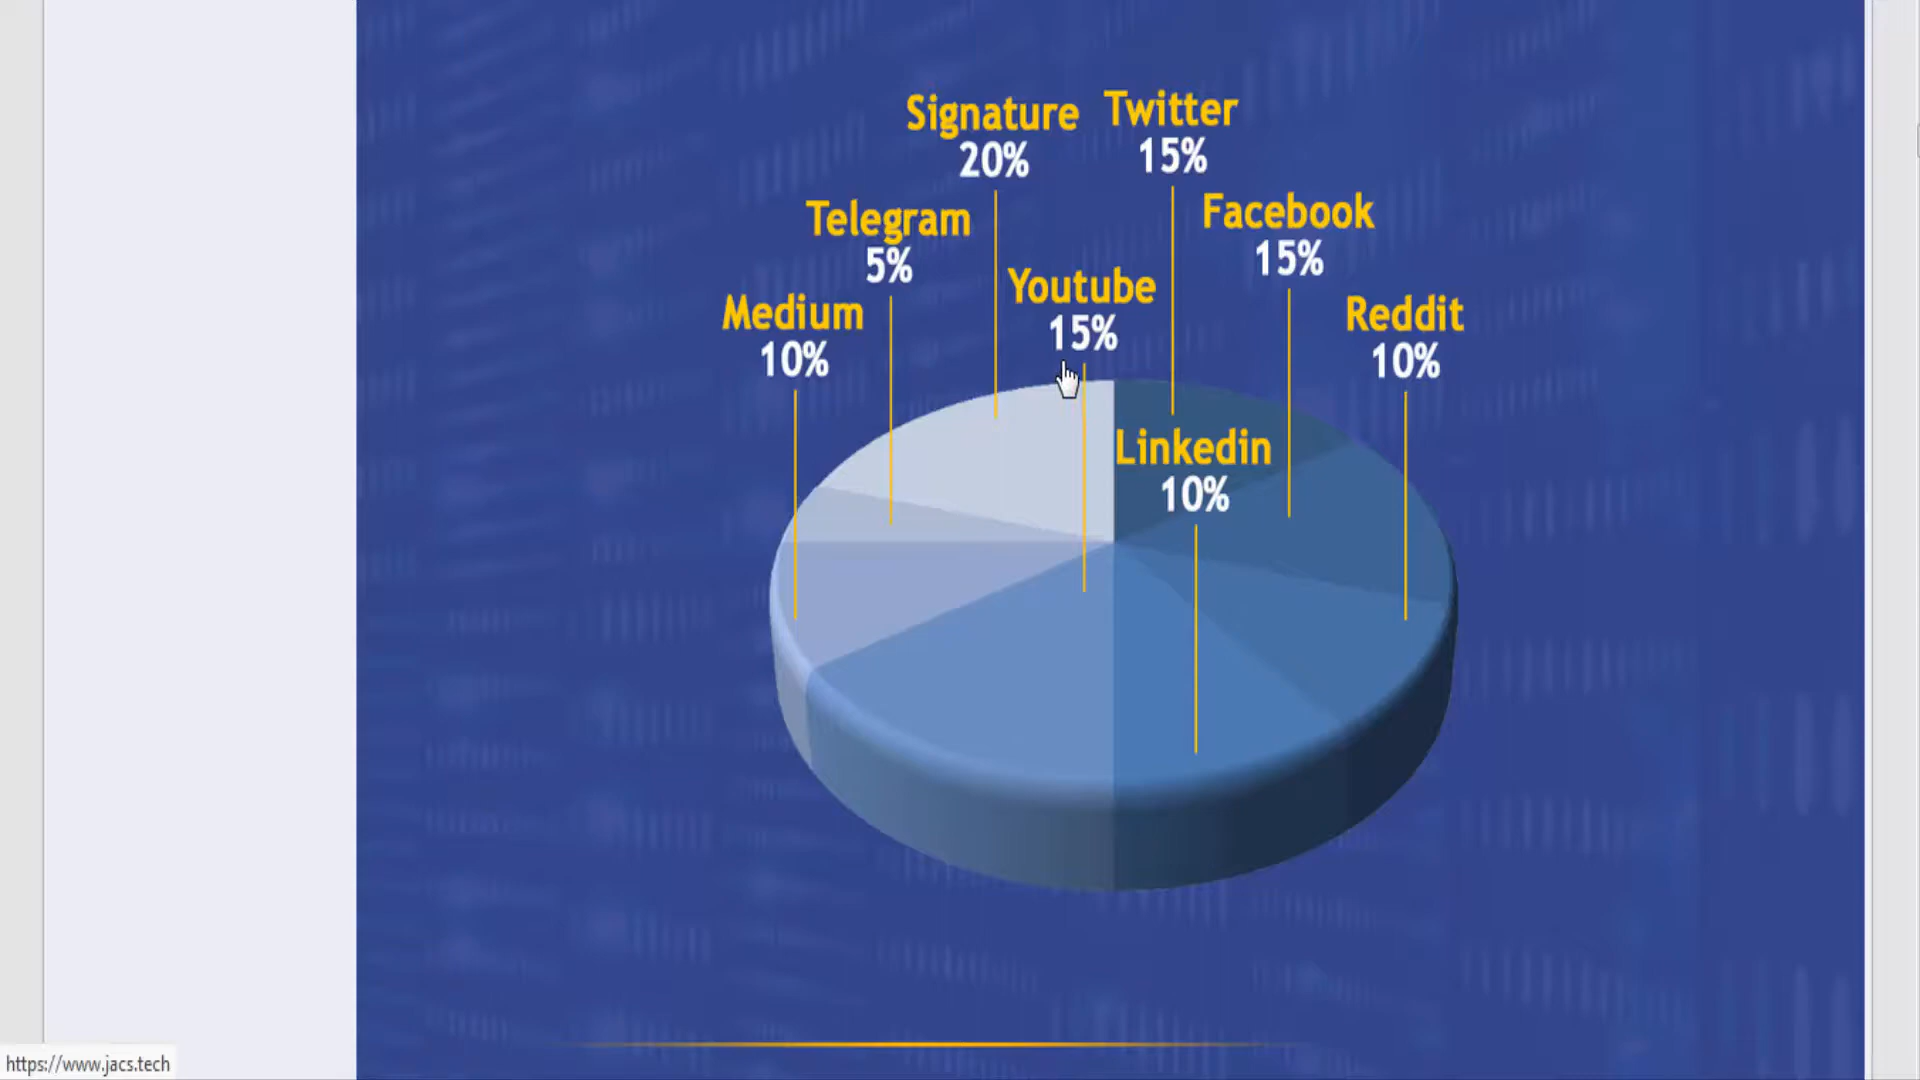 Signature
20%
Twitter
15%
Telegram
5%
Facebook
15%
Youtube
15%
Medium
10%
Reddit
10%
Linkedin
10%
https://www.jacs.tech